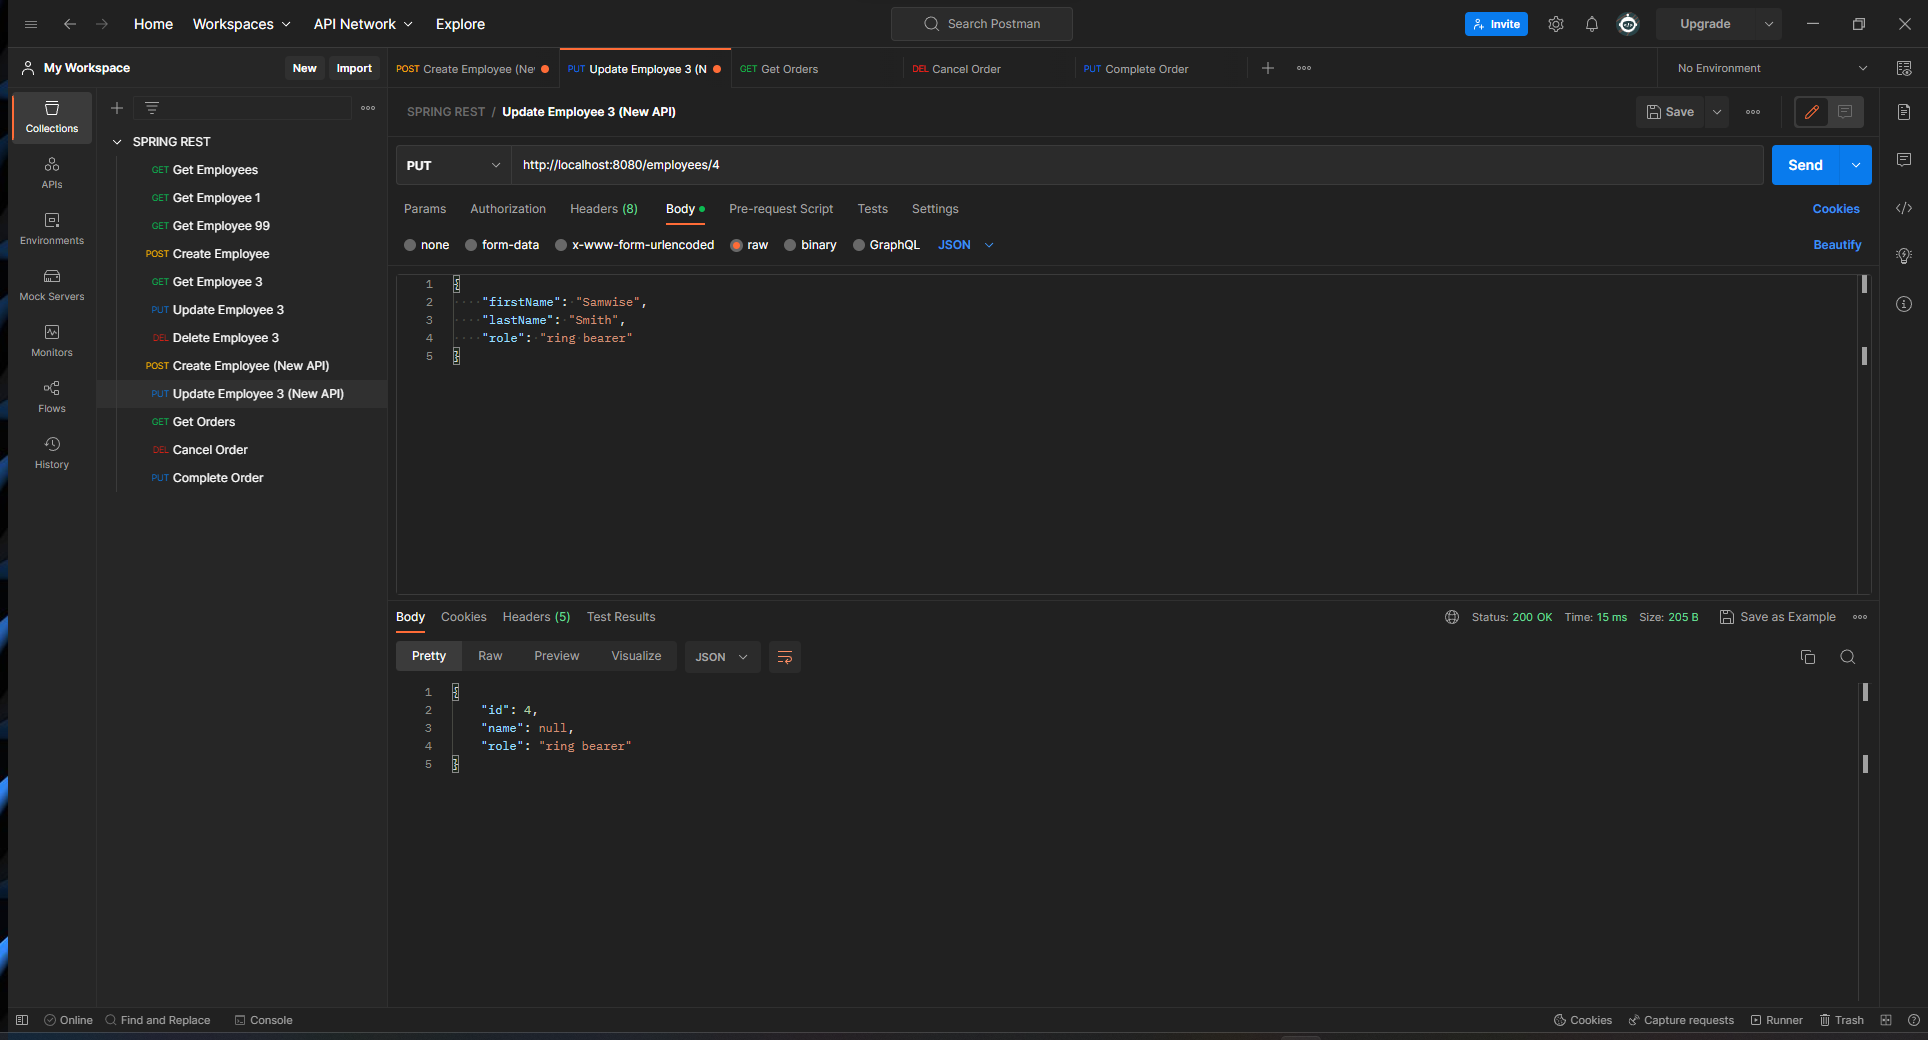 Home Workspaces API Network Explore Search Postman Invite Upgrade
My Workspace New Import
POST Create Employee (Ne PUT Update Employee 3 (N GET Get Orders DEL Cancel Order PUT Complete Order No Environment
Collections
APIs
Environments
Mock Servers
Monitors
Flows
History
SPRING REST
GET Get Employees
GET Get Employee 1
GET Get Employee 99
POST Create Employee
GET Get Employee 3
PUT Update Employee 3
DEL Delete Employee 3
POST Create Employee (New API)
PUT Update Employee 3 (New API)
GET Get Orders
DEL Cancel Order
PUT Complete Order
SPRING REST / Update Employee 3 (New API) Save
PUT http://localhost:8080/employees/4 Send
Params Authorization Headers (8) Body Pre-request Script Tests Settings Cookies
none form-data x-www-form-urlencoded raw binary GraphQL JSON Beautify
1 {
2 "firstName": "Samwise",
3 "lastName": "Smith",
4 "role": "ring bearer"
5 }
Body Cookies Headers (5) Test Results Status: 200 OK Time: 15 ms Size: 205 B Save as Example
Pretty Raw Preview Visualize JSON
1 {
2 "id": 4,
3 "name": null,
4 "role": "ring bearer"
5 }
Online Find and Replace Console Cookies Capture requests Runner Trash